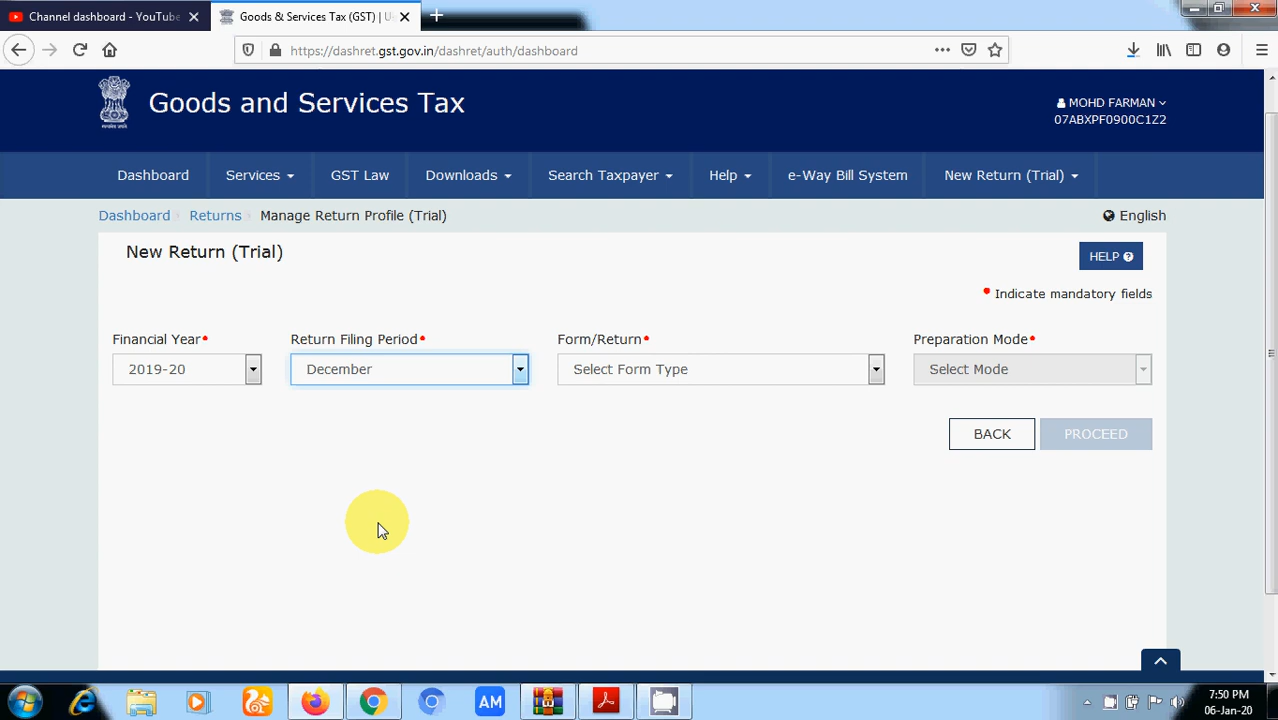 Channel dashboard - YouTube
Goods & Services Tax (GST) | U
https://dashret.gst.gov.in/dashret/auth/dashboard
Goods and Services Tax
MOHD FARMAN
07ABXPF0900C1Z2
Dashboard Services GST Law Downloads Search Taxpayer Help e-Way Bill System New Return (Trial)
Dashboard Returns Manage Return Profile (Trial) English
New Return (Trial)
HELP
• Indicate mandatory fields
Financial Year• Return Filing Period• Form/Return• Preparation Mode•
2019-20 December Select Form Type Select Mode
BACK PROCEED
AM
7:50 PM
06-Jan-20